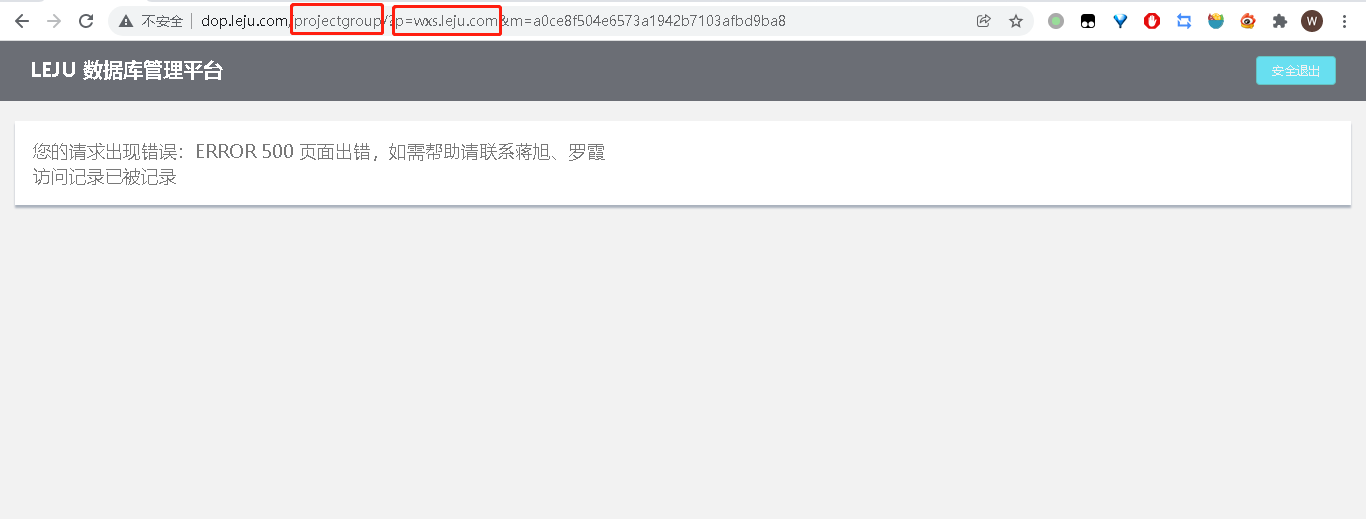 不安全 dop.leju.com/projectgroup/?p=wxs.leju.com&m=a0ce8f504e6573a1942b7103afbd9ba8 W
LEJU 数据库管理平台 安全退出
您的请求出现错误：ERROR 500 页面出错，如需帮助请联系蒋旭、罗霞
访问记录已被记录